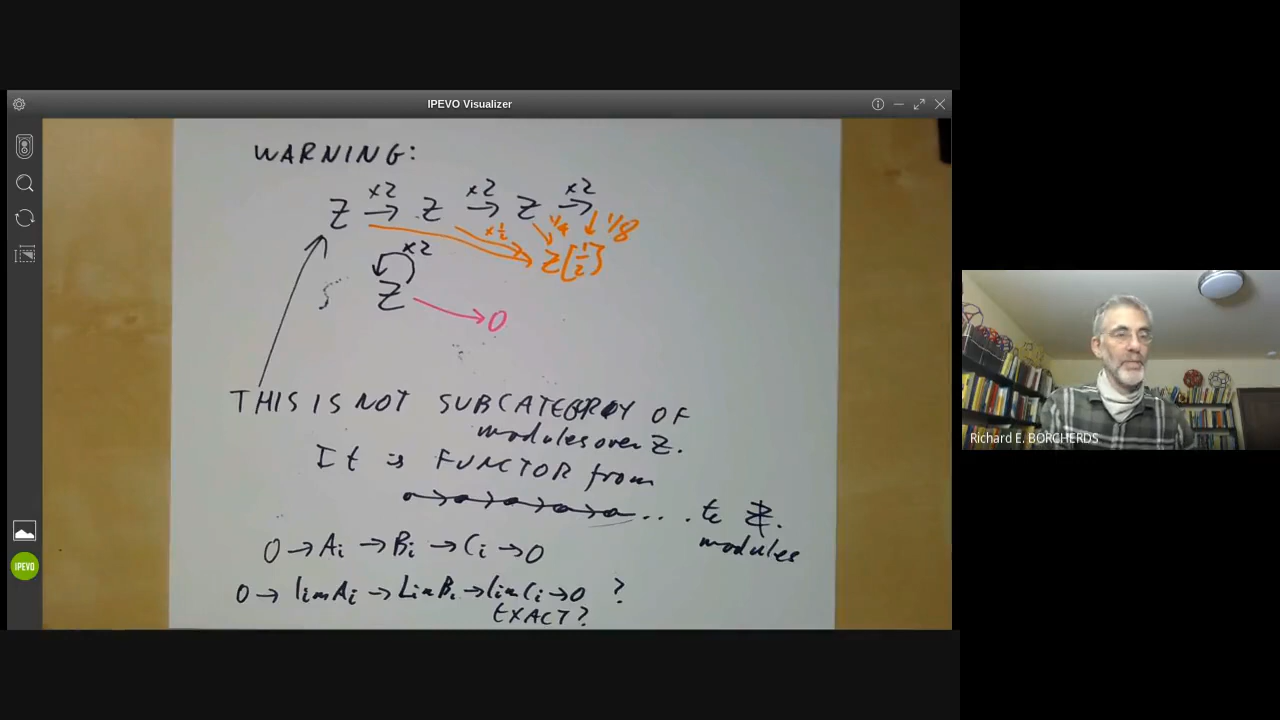 IPEVO Visualizer
WARNING:
Z →×2 Z →×2 Z →×2
×1/2 1/4 1/8
Z[1/2]
×2
Z → 0
THIS IS NOT SUBCATEGORY OF
modules over Z.
It is FUNCTOR from
. . . to Z.
modules
0 → Ai → Bi → Ci → 0
0 → lim Ai → Lim Bi → lim Ci → 0 ?
EXACT?
Richard E. BORCHERDS
IPEVO